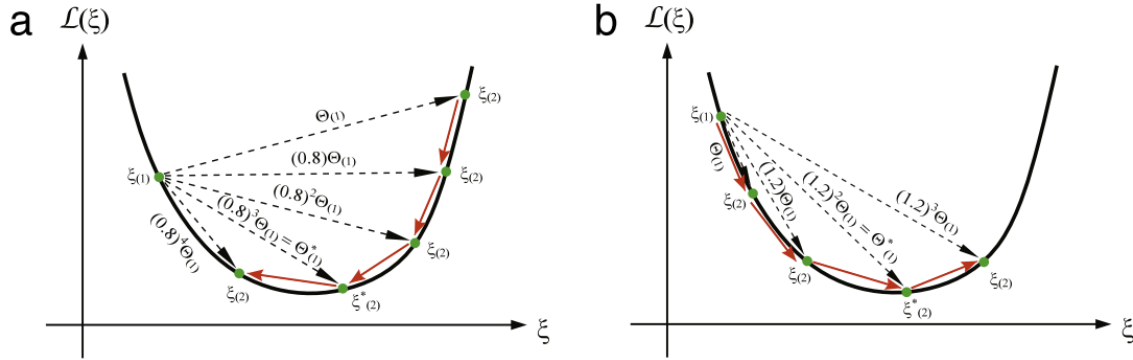 a
ℒ(ξ)
Θ(1)
ξ(2)
(0.8)Θ(1)
ξ(1)
ξ(2)
(0.8)²Θ(1)
(0.8)³Θ(1) = Θ*(1)
(0.8)⁴Θ(1)
ξ(2)
ξ(2)
ξ*(2)
ξ
b
ℒ(ξ)
ξ(1)
Θ(1)
(1.2)Θ(1)
(1.2)²Θ(1) = Θ*(1)
(1.2)³Θ(1)
ξ(2)
ξ(2)
ξ(2)
ξ*(2)
ξ